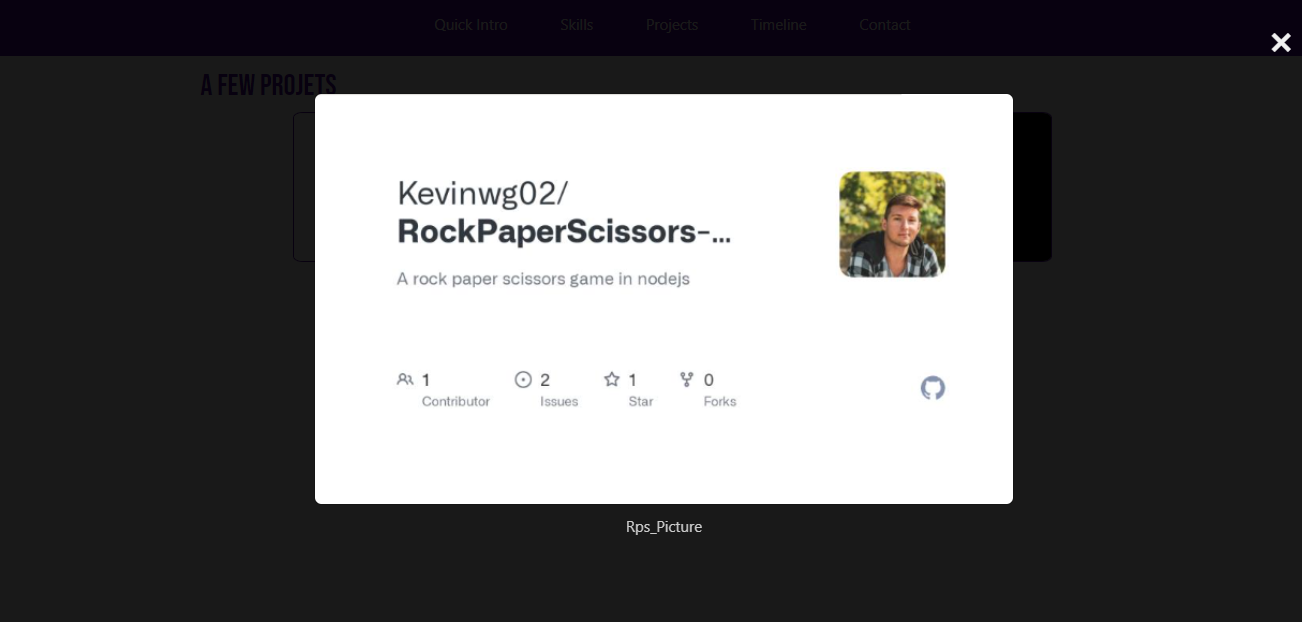 Quick Intro Skills Projects Timeline Contact
×
A FEW PROJETS
Kevinwg02/
RockPaperScissors-...
A rock paper scissors game in nodejs
1 2 1 0
Contributor Issues Star Forks
Rps_Picture